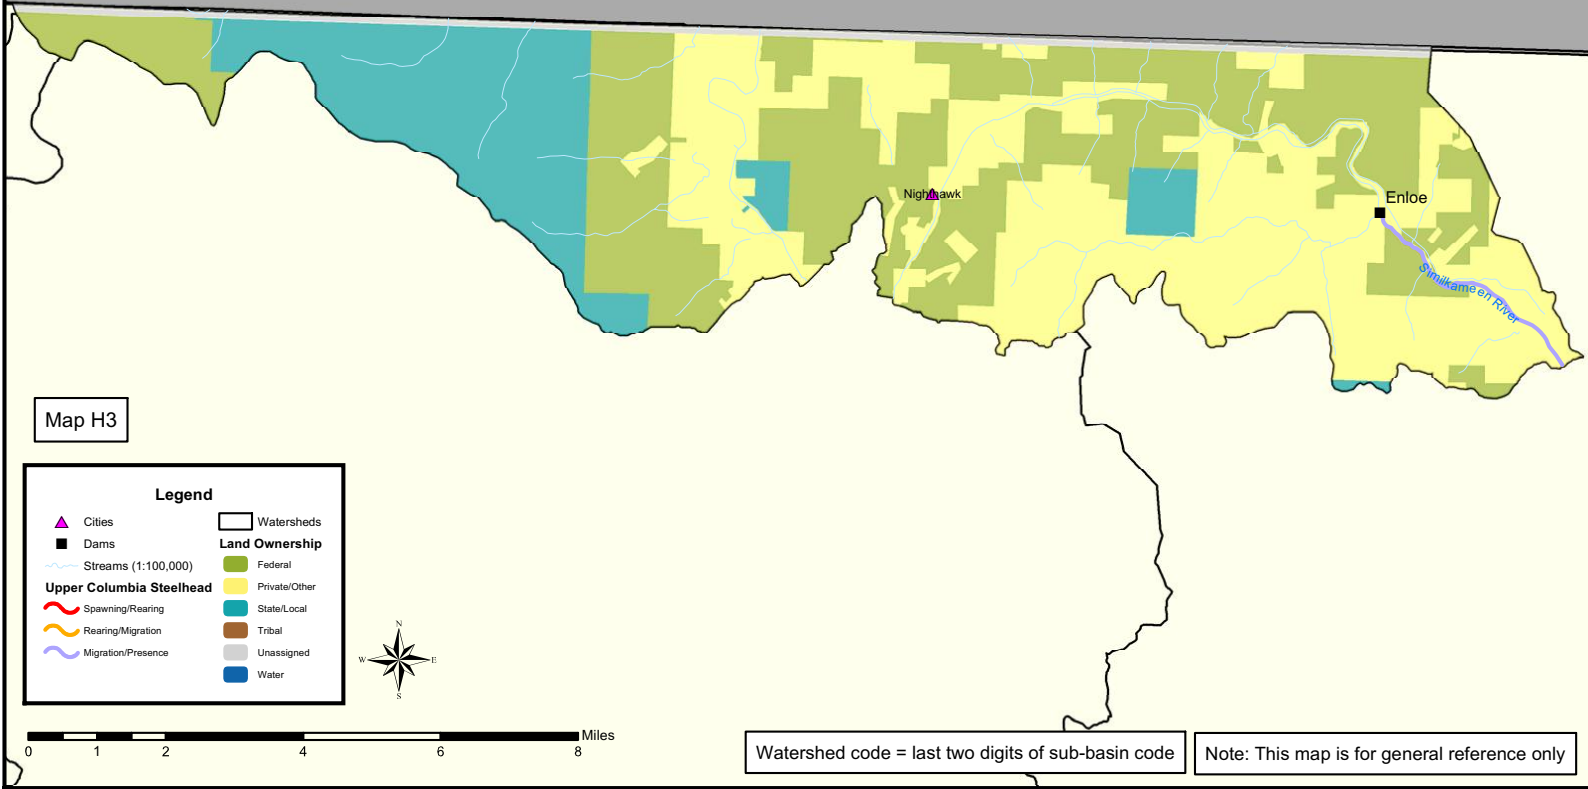 Nighthawk
Enloe
Similkameen River
Map H3
Legend
Cities
Dams
Streams (1:100,000)
Upper Columbia Steelhead
Spawning/Rearing
Rearing/Migration
Migration/Presence
Watersheds
Land Ownership
Federal
Private/Other
State/Local
Tribal
Unassigned
Water
N
W E
S
0 1 2 4 6 8 Miles
Watershed code = last two digits of sub-basin code
Note: This map is for general reference only